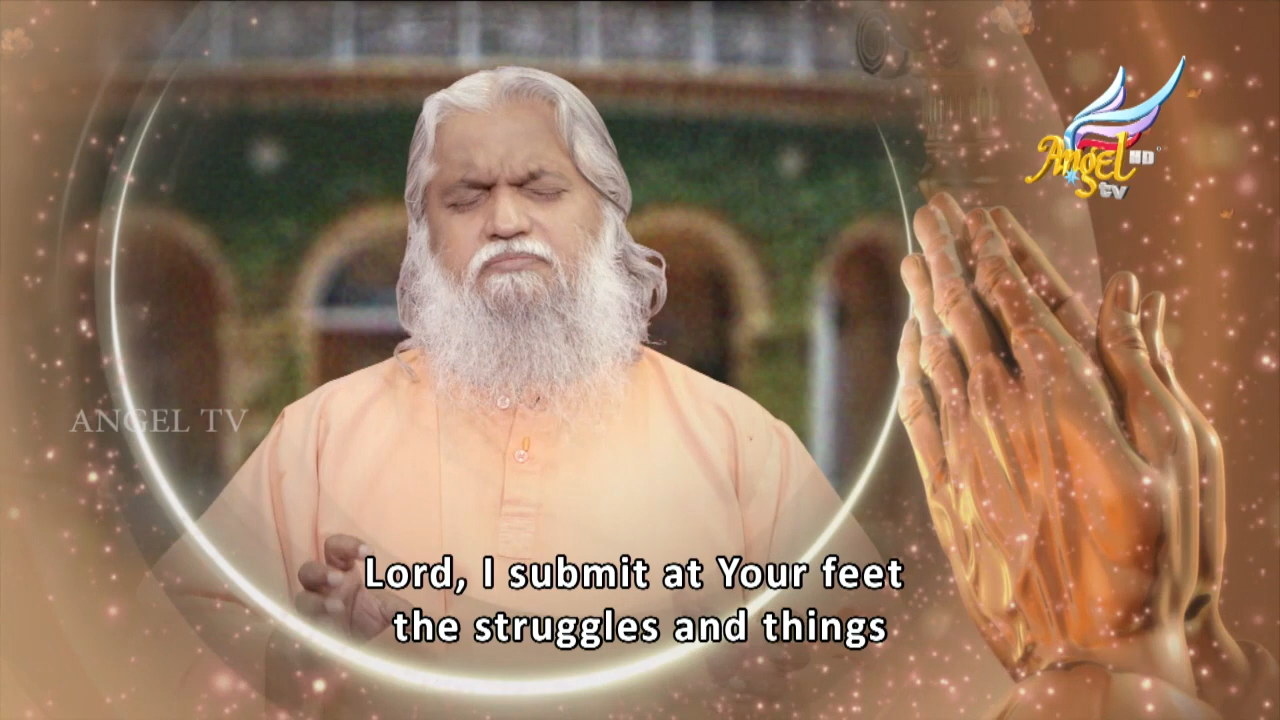 Angel HD
tv
ANGEL TV
Lord, I submit at Your feet
the struggles and things